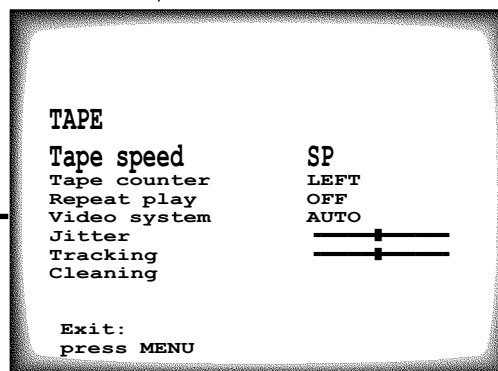 TAPE
Tape speed SP
Tape counter LEFT
Repeat play OFF
Video system AUTO
Jitter
Tracking
Cleaning
Exit:
press MENU